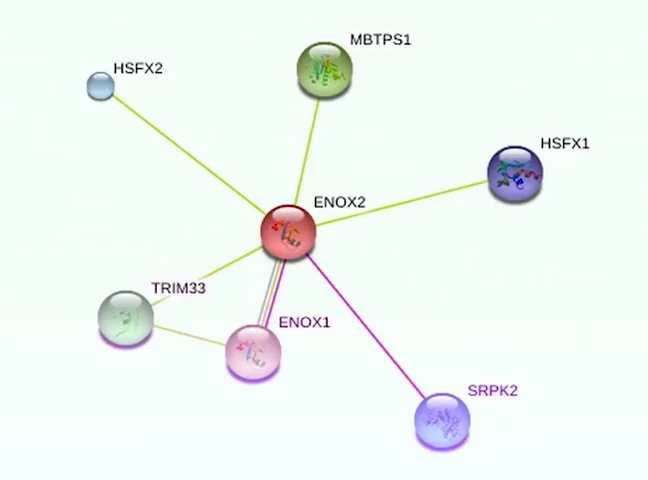 MBTPS1
HSFX2
HSFX1
ENOX2
TRIM33
ENOX1
SRPK2